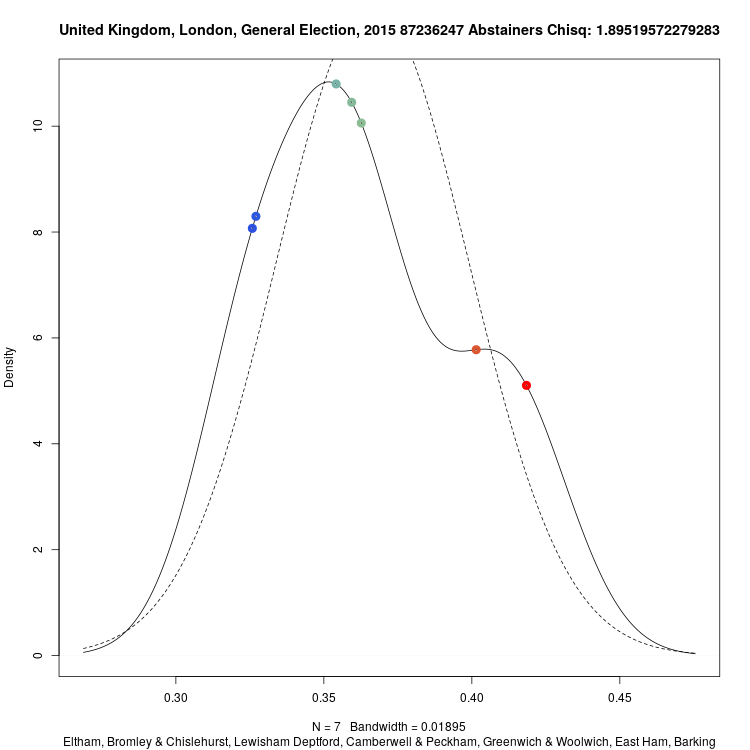 United Kingdom, London, General Election, 2015 87236247 Abstainers Chisq: 1.89519572279283
Density
10
8
6
4
2
0
0.30 0.35 0.40 0.45
N = 7 Bandwidth = 0.01895
Eltham, Bromley & Chislehurst, Lewisham Deptford, Camberwell & Peckham, Greenwich & Woolwich, East Ham, Barking